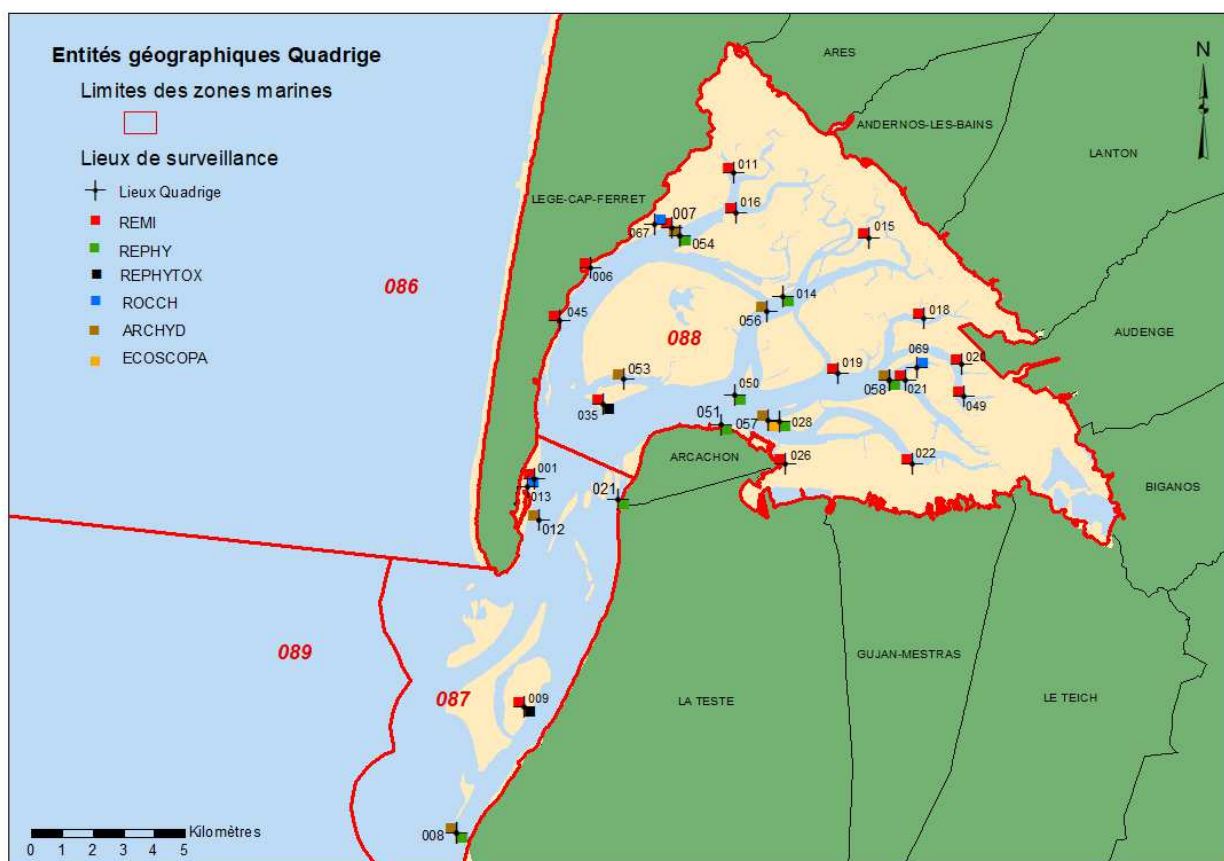 Entités géographiques Quadrige
Limites des zones marines
Lieux de surveillance
Lieux Quadrige
REMI
REPHY
REPHYTOX
ROCCH
ARCHYD
ECOSCOPA
N
ARES
ANDERNOS-LES-BAINS
LANTON
LEGE-CAP-FERRET
AUDENGE
BIGANOS
ARCACHON
GUJAN-MESTRAS
LE TEICH
LA TESTE
086
088
089
087
011
016
007
067
054
015
006
014
056
045
018
053
069
020
019
050
058
021
049
035
051
057
028
026
022
001
013
021
012
009
008
Kilomètres
0 1 2 3 4 5